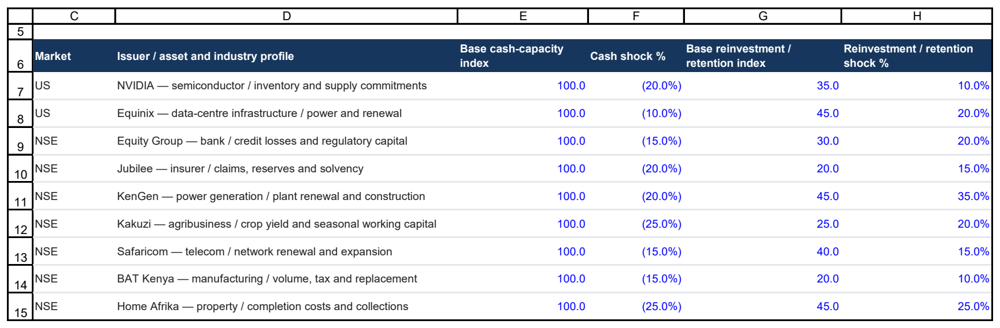 C D E F G H
5
6 Market Issuer / asset and industry profile Base cash-capacity index Cash shock % Base reinvestment / retention index Reinvestment / retention shock %
7 US NVIDIA — semiconductor / inventory and supply commitments 100.0 (20.0%) 35.0 10.0%
8 US Equinix — data-centre infrastructure / power and renewal 100.0 (10.0%) 45.0 20.0%
9 NSE Equity Group — bank / credit losses and regulatory capital 100.0 (15.0%) 30.0 20.0%
10 NSE Jubilee — insurer / claims, reserves and solvency 100.0 (20.0%) 20.0 15.0%
11 NSE KenGen — power generation / plant renewal and construction 100.0 (20.0%) 45.0 35.0%
12 NSE Kakuzi — agribusiness / crop yield and seasonal working capital 100.0 (25.0%) 25.0 20.0%
13 NSE Safaricom — telecom / network renewal and expansion 100.0 (15.0%) 40.0 15.0%
14 NSE BAT Kenya — manufacturing / volume, tax and replacement 100.0 (15.0%) 20.0 10.0%
15 NSE Home Afrika — property / completion costs and collections 100.0 (25.0%) 45.0 25.0%